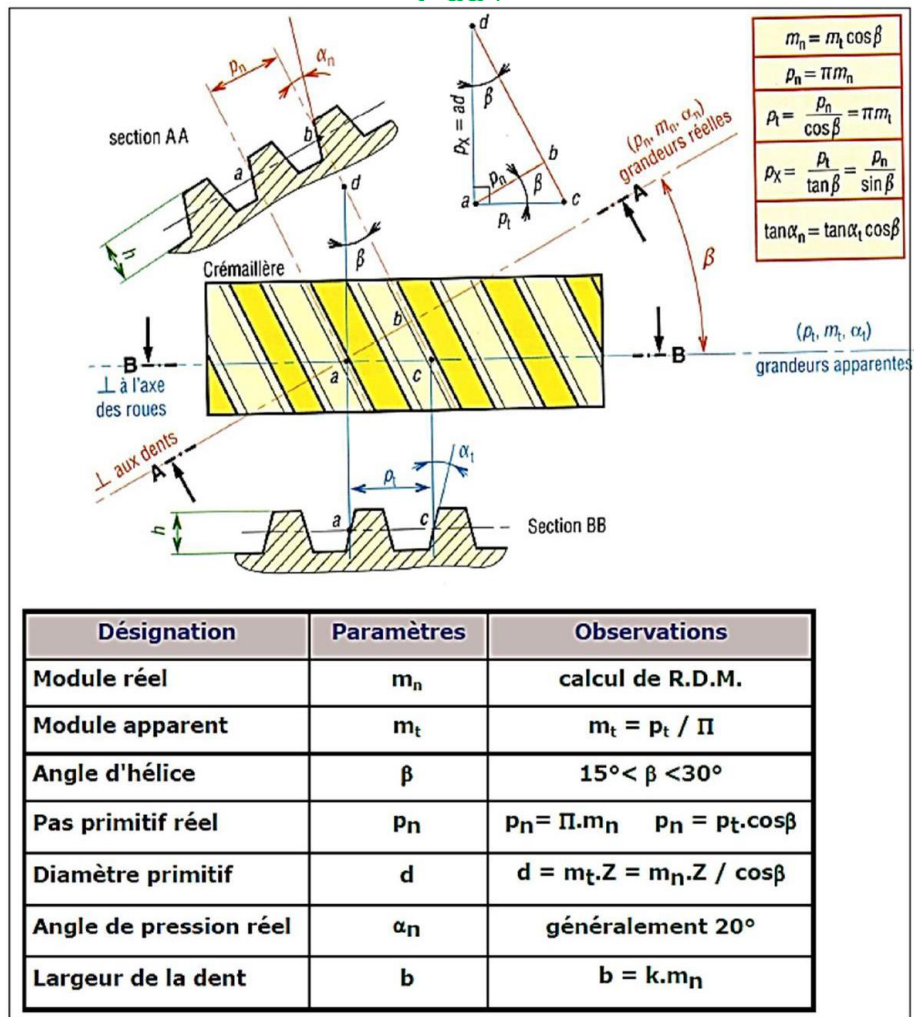 mₙ = mₜ cosβ
pₙ = πmₙ
pₜ = pₙ / cosβ = πmₜ
pₓ = pₜ / tanβ = pₙ / sinβ
tanαₙ = tanαₜ cosβ
d
pₙ
αₙ
β
pₓ = ad
section AA
b
a
(pₙ, mₙ, αₙ)
grandeurs réelles
b
pₙ
β
d
a
c
pₜ
A
h
β
β
Crémaillère
b
(pₜ, mₜ, αₜ)
B
B
a
c
grandeurs apparentes
⊥ à l'axe
des roues
⊥ aux dents
A
αₜ
pₜ
h
a
c
Section BB
Désignation Paramètres Observations
Module réel mₙ calcul de R.D.M.
Module apparent mₜ mₜ = pₜ / Π
Angle d'hélice β 15°< β <30°
Pas primitif réel pₙ pₙ= Π.mₙ pₙ = pₜ.cosβ
Diamètre primitif d d = mₜ.Z = mₙ.Z / cosβ
Angle de pression réel αₙ généralement 20°
Largeur de la dent b b = k.mₙ